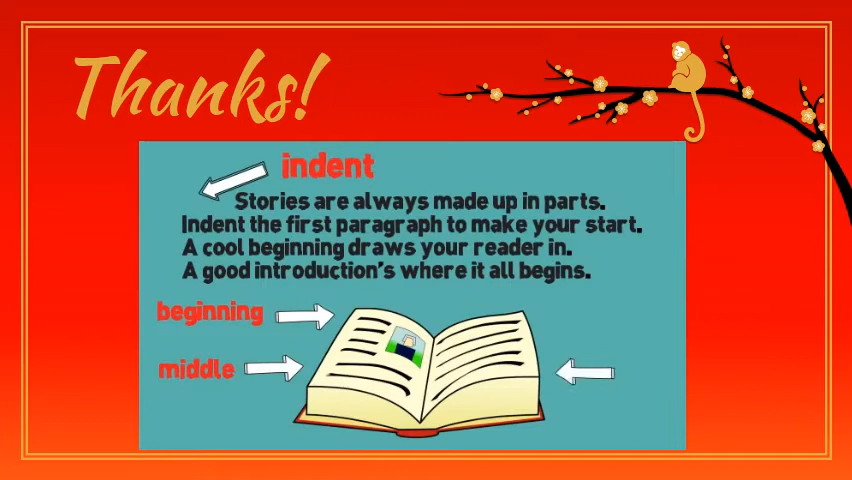 Thanks!
indent
Stories are always made up in parts.
Indent the first paragraph to make your start.
A cool beginning draws your reader in.
A good introduction's where it all begins.
beginning
middle